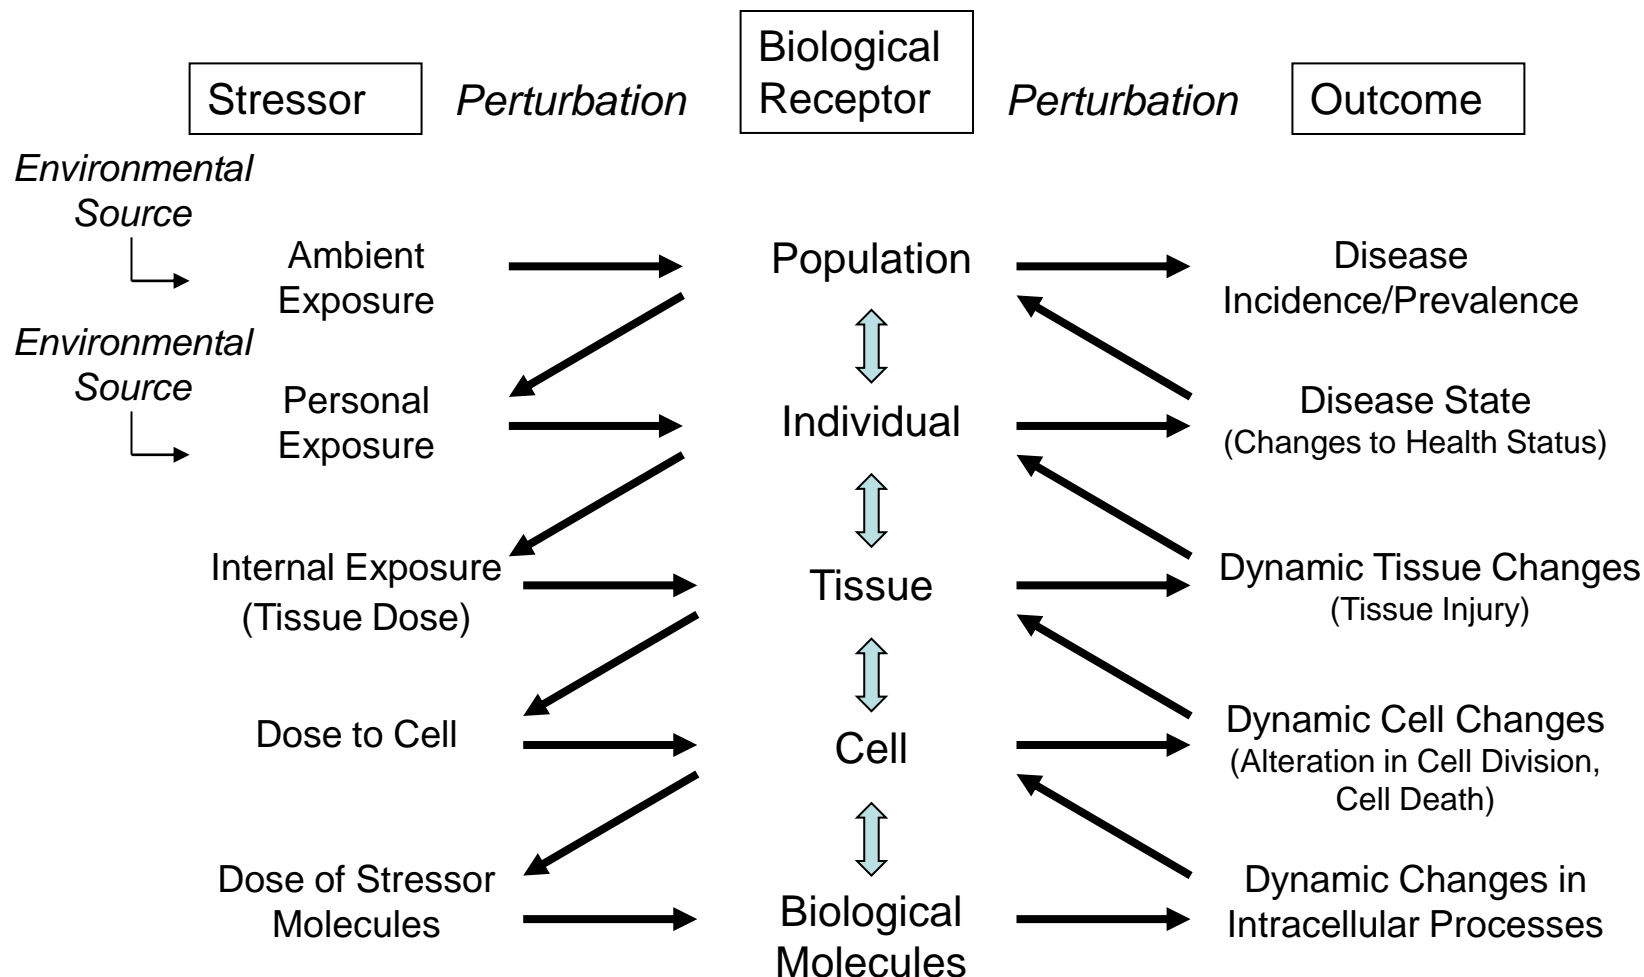 Stressor
Perturbation
Biological
Receptor
Perturbation
Outcome
Environmental
Source
Ambient
Exposure
Population
Disease
Incidence/Prevalence
Environmental
Source
Personal
Exposure
Individual
Disease State
(Changes to Health Status)
Internal Exposure
(Tissue Dose)
Tissue
Dynamic Tissue Changes
(Tissue Injury)
Dose to Cell
Cell
Dynamic Cell Changes
(Alteration in Cell Division,
Cell Death)
Dose of Stressor
Molecules
Biological
Molecules
Dynamic Changes in
Intracellular Processes